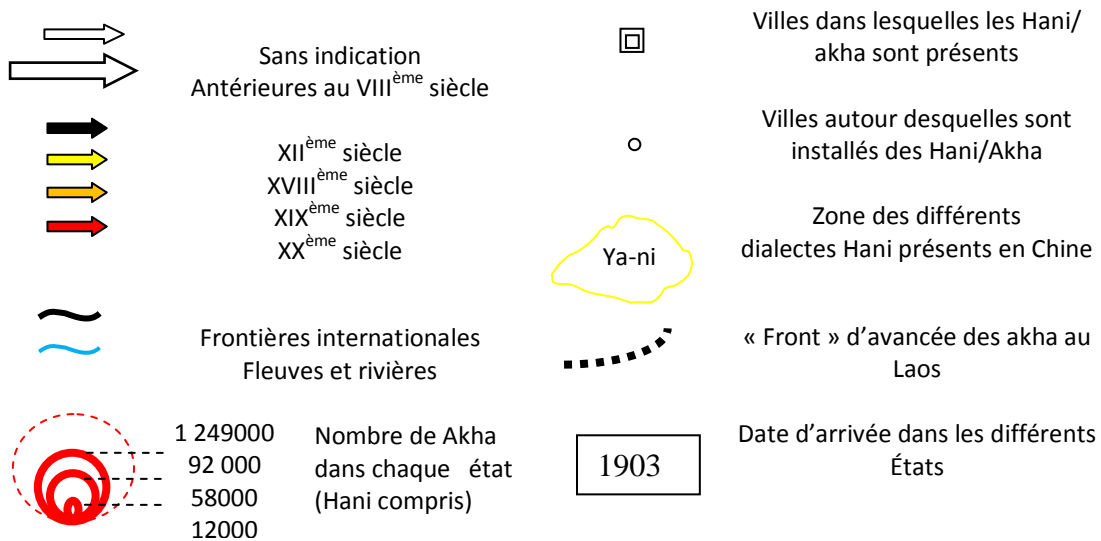 Sans indication
Antérieures au VIIIème siècle
XIIème siècle
XVIIIème siècle
XIXème siècle
XXème siècle
Frontières internationales
Fleuves et rivières
1 249000
92 000
58000
12000
Nombre de Akha
dans chaque état
(Hani compris)
Villes dans lesquelles les Hani/
akha sont présents
Villes autour desquelles sont
installés des Hani/Akha
Ya-ni
Zone des différents
dialectes Hani présents en Chine
« Front » d’avancée des akha au
Laos
1903
Date d’arrivée dans les différents
États